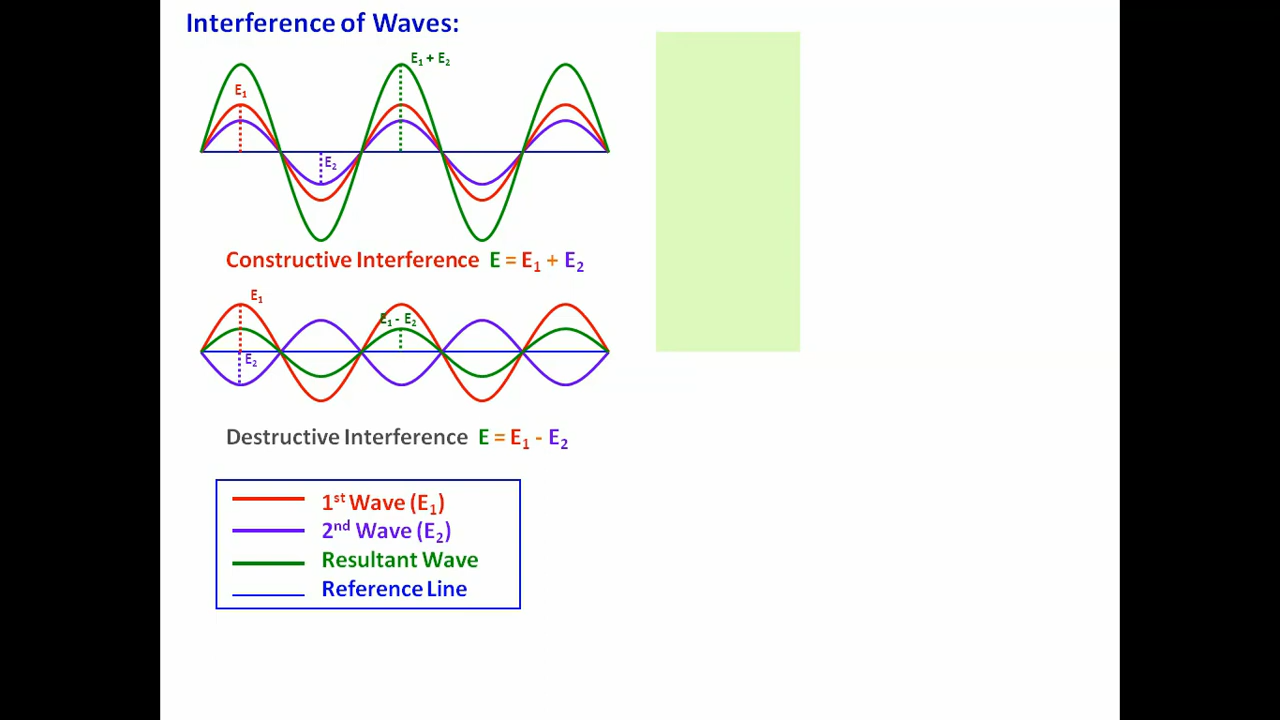 Interference of Waves:
E₁ + E₂
E₁
E₂
Constructive Interference E = E₁ + E₂
E₁
E₁ - E₂
E₂
Destructive Interference E = E₁ - E₂
1ˢᵗ Wave (E₁)
2ⁿᵈ Wave (E₂)
Resultant Wave
Reference Line